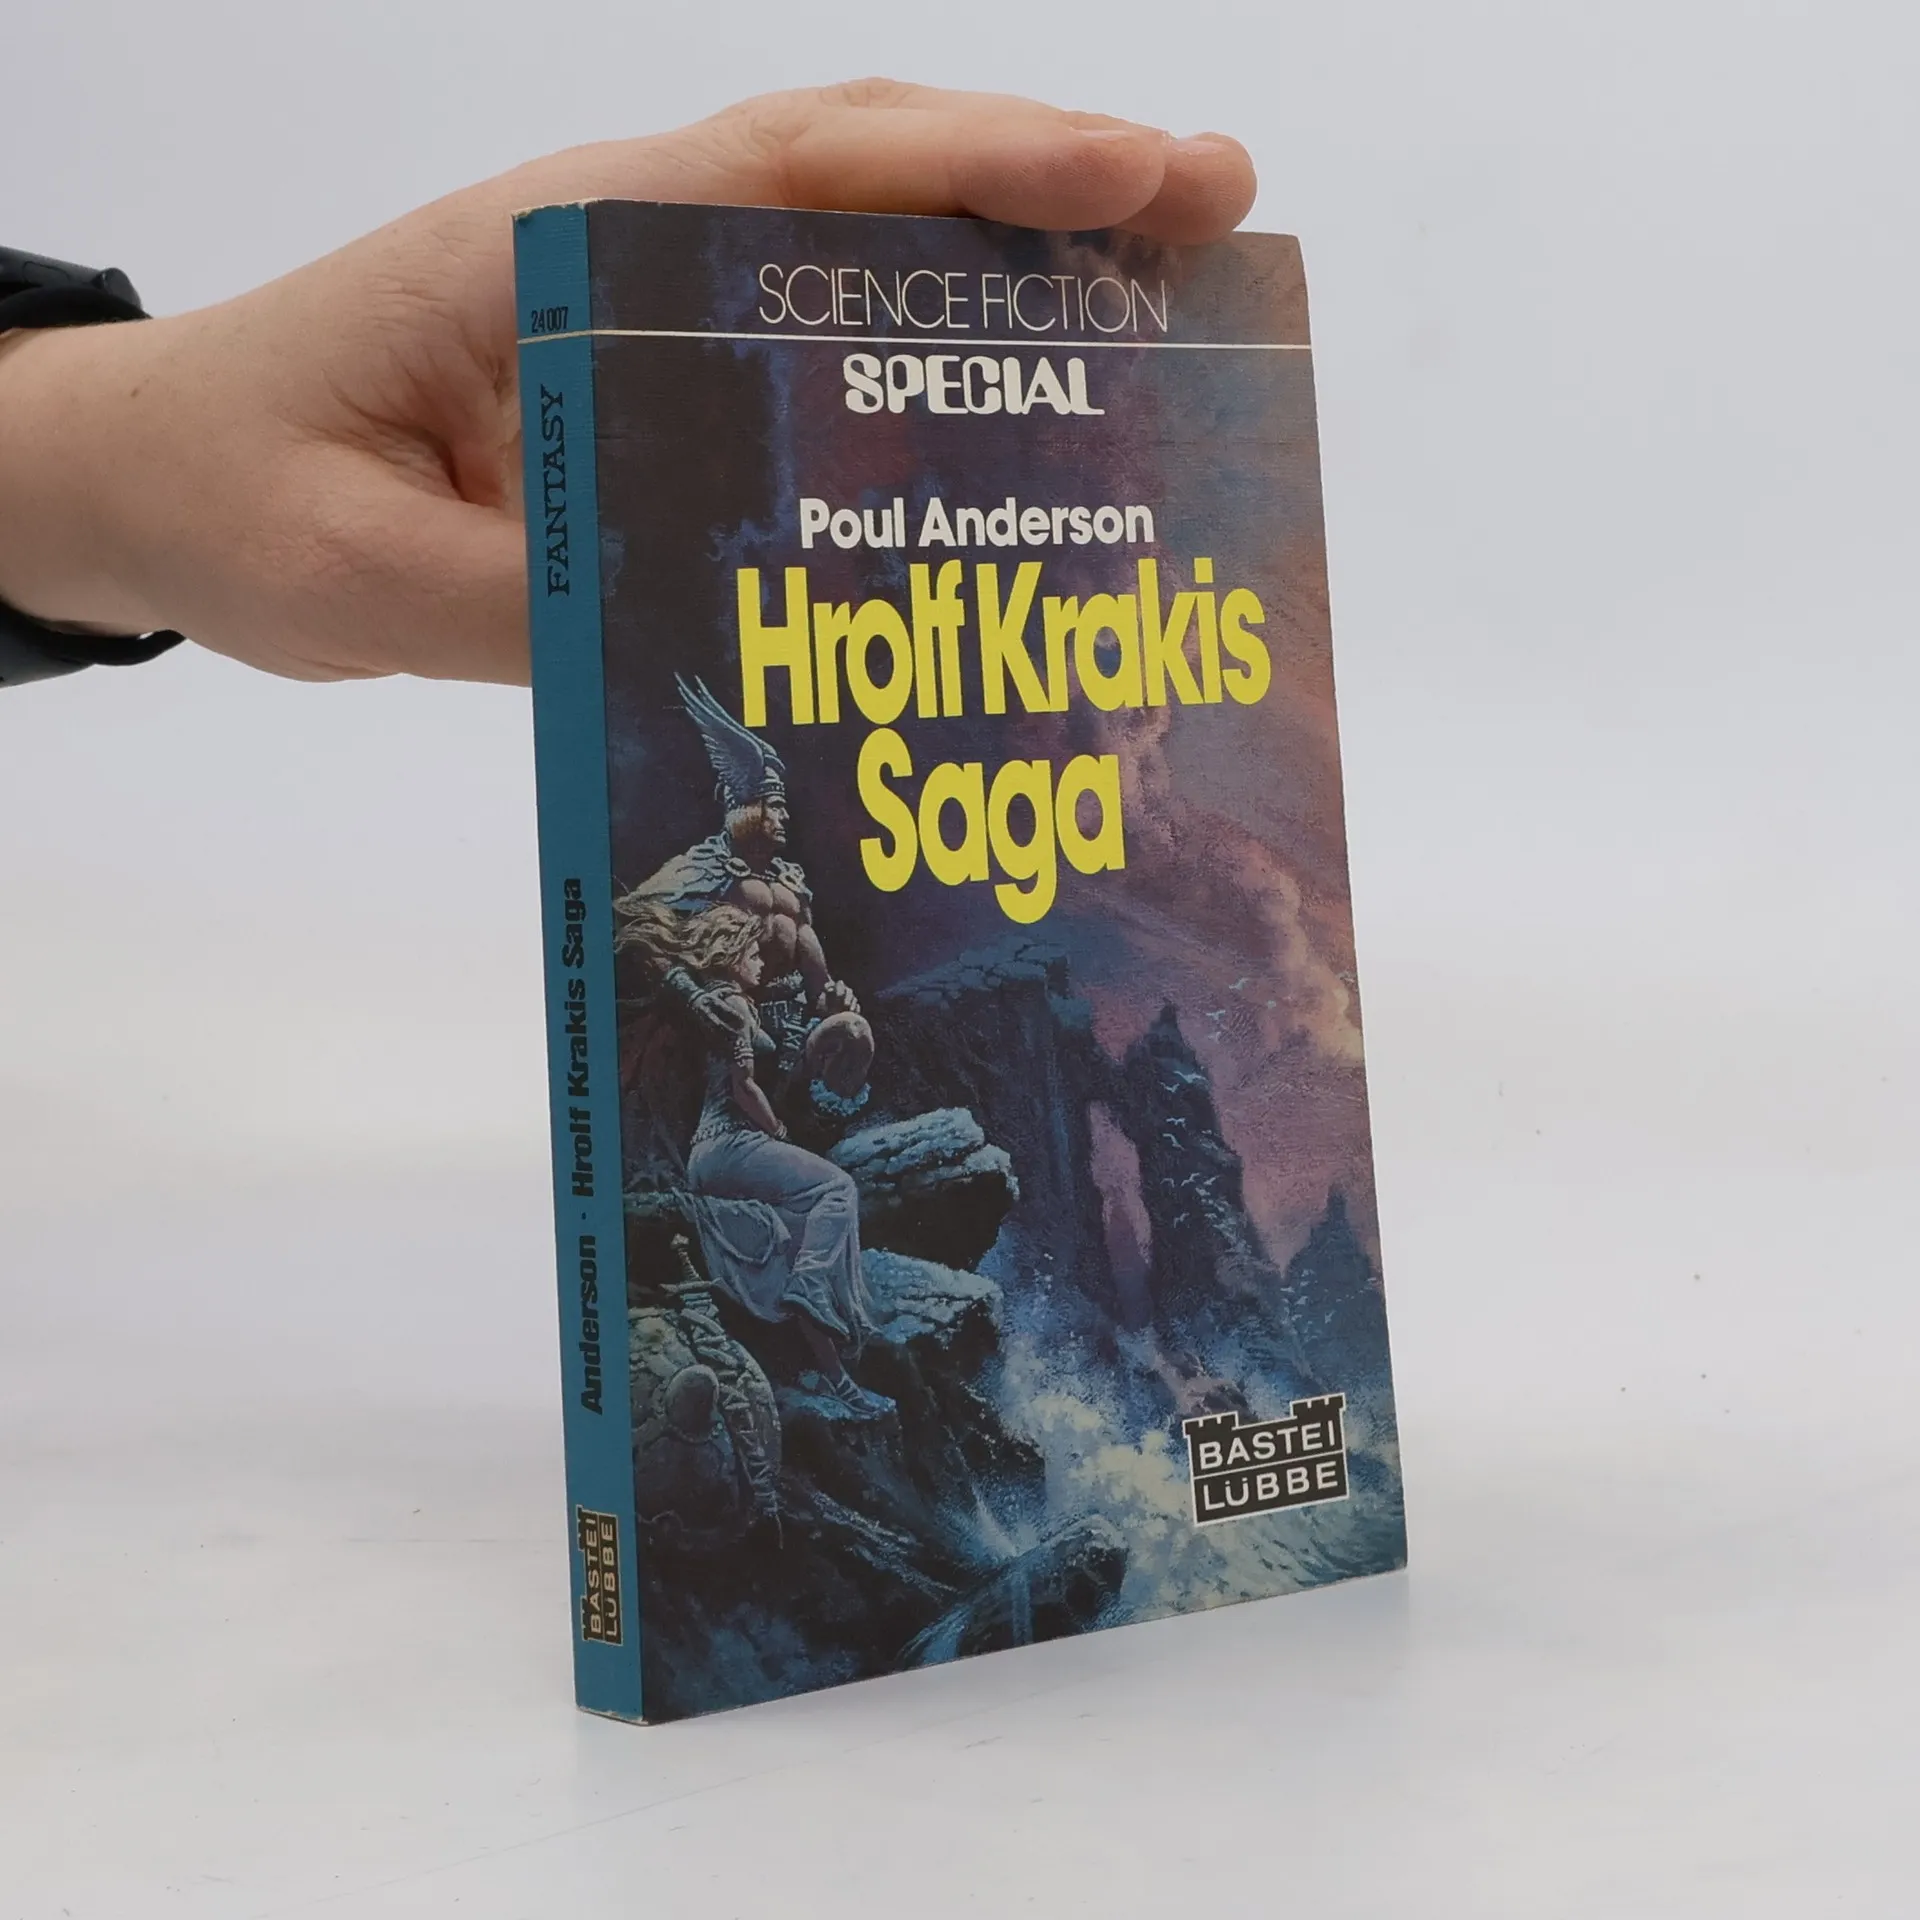 SCIENCE FICTION
SPECIAL
Poul Anderson
Hrolf Krakis
Saga
BASTEI
LÜBBE
24 007
FANTASY
Anderson · Hrolf Krakis Saga
BASTEI
LÜBBE